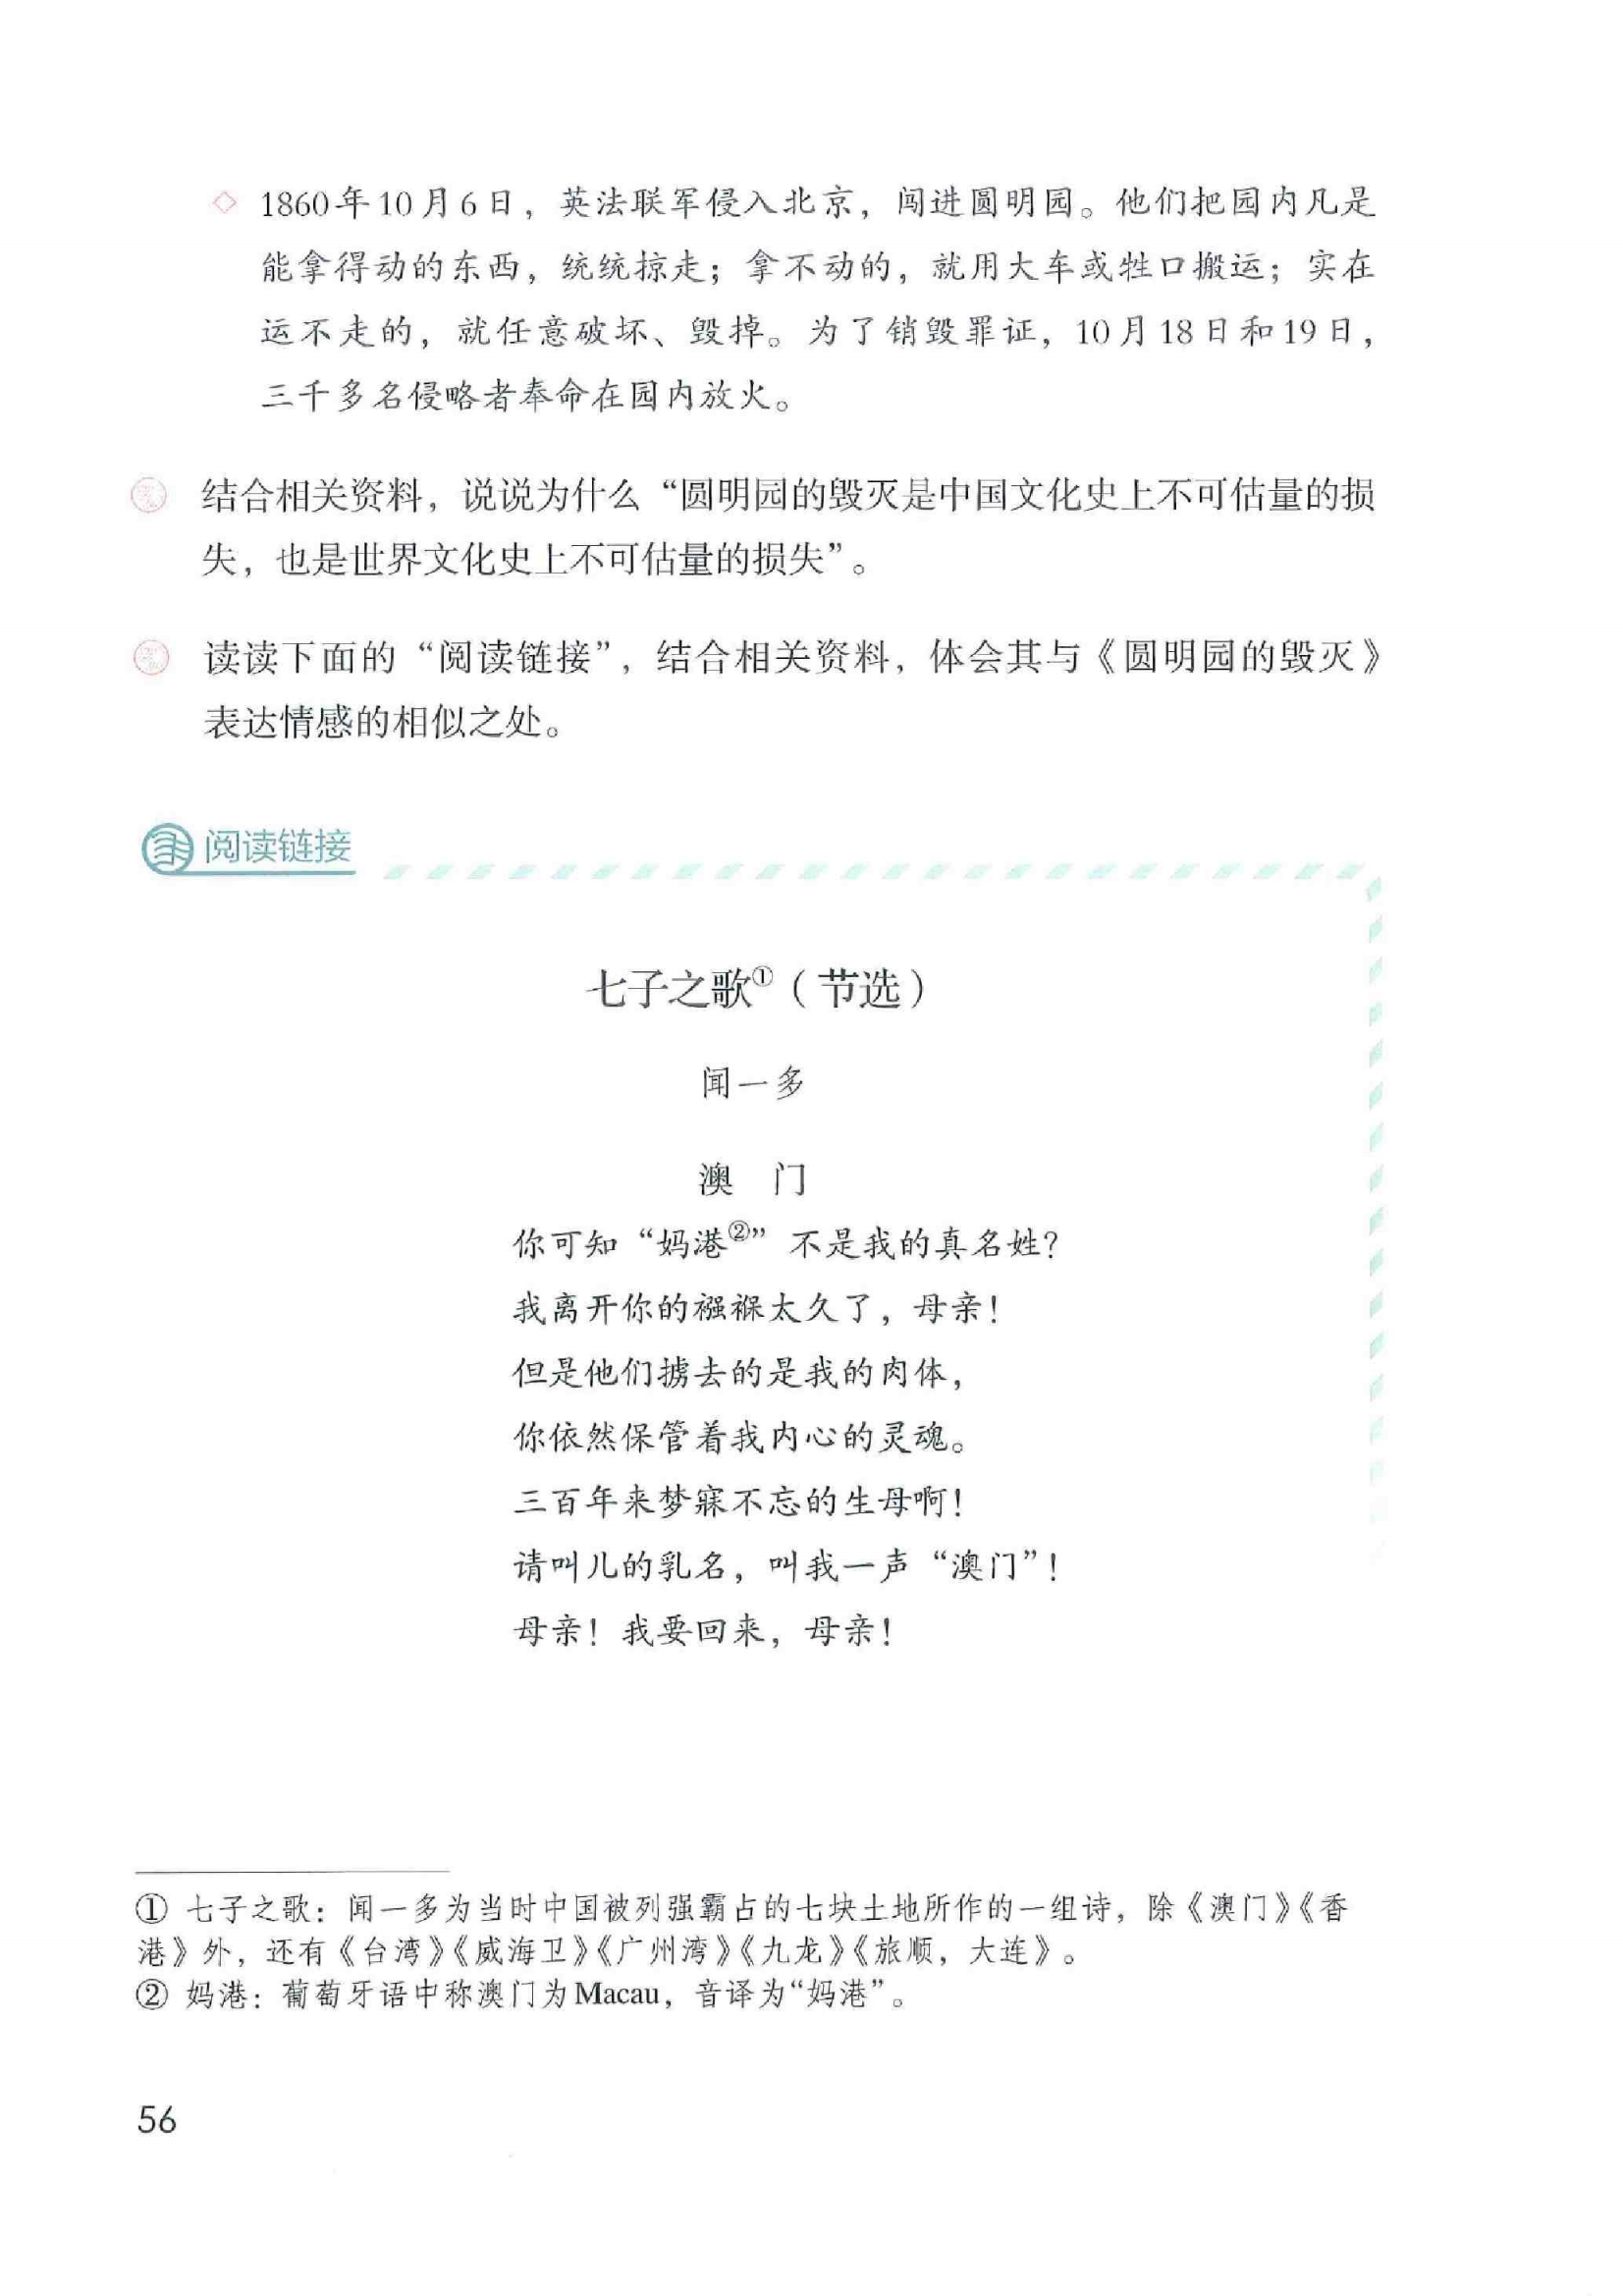 ◇ 1860年10月6日，英法联军侵入北京，闯进圆明园。他们把园内凡是
能拿得动的东西，统统掠走；拿不动的，就用大车或牲口搬运；实在
运不走的，就任意破坏、毁掉。为了销毁罪证，10月18日和19日，
三千多名侵略者奉命在园内放火。
结合相关资料，说说为什么“圆明园的毁灭是中国文化史上不可估量的损
失，也是世界文化史上不可估量的损失”。
读读下面的“阅读链接”，结合相关资料，体会其与《圆明园的毁灭》
表达情感的相似之处。
阅读链接
七子之歌①（节选）
闻一多
澳 门
你可知“妈港②”不是我的真名姓？
我离开你的襁褓太久了，母亲！
但是他们掳去的是我的肉体，
你依然保管着我内心的灵魂。
三百年来梦寐不忘的生母啊！
请叫儿的乳名，叫我一声“澳门”！
母亲！我要回来，母亲！
① 七子之歌：闻一多为当时中国被列强霸占的七块土地所作的一组诗，除《澳门》《香
港》外，还有《台湾》《威海卫》《广州湾》《九龙》《旅顺，大连》。
② 妈港：葡萄牙语中称澳门为Macau，音译为“妈港”。
56